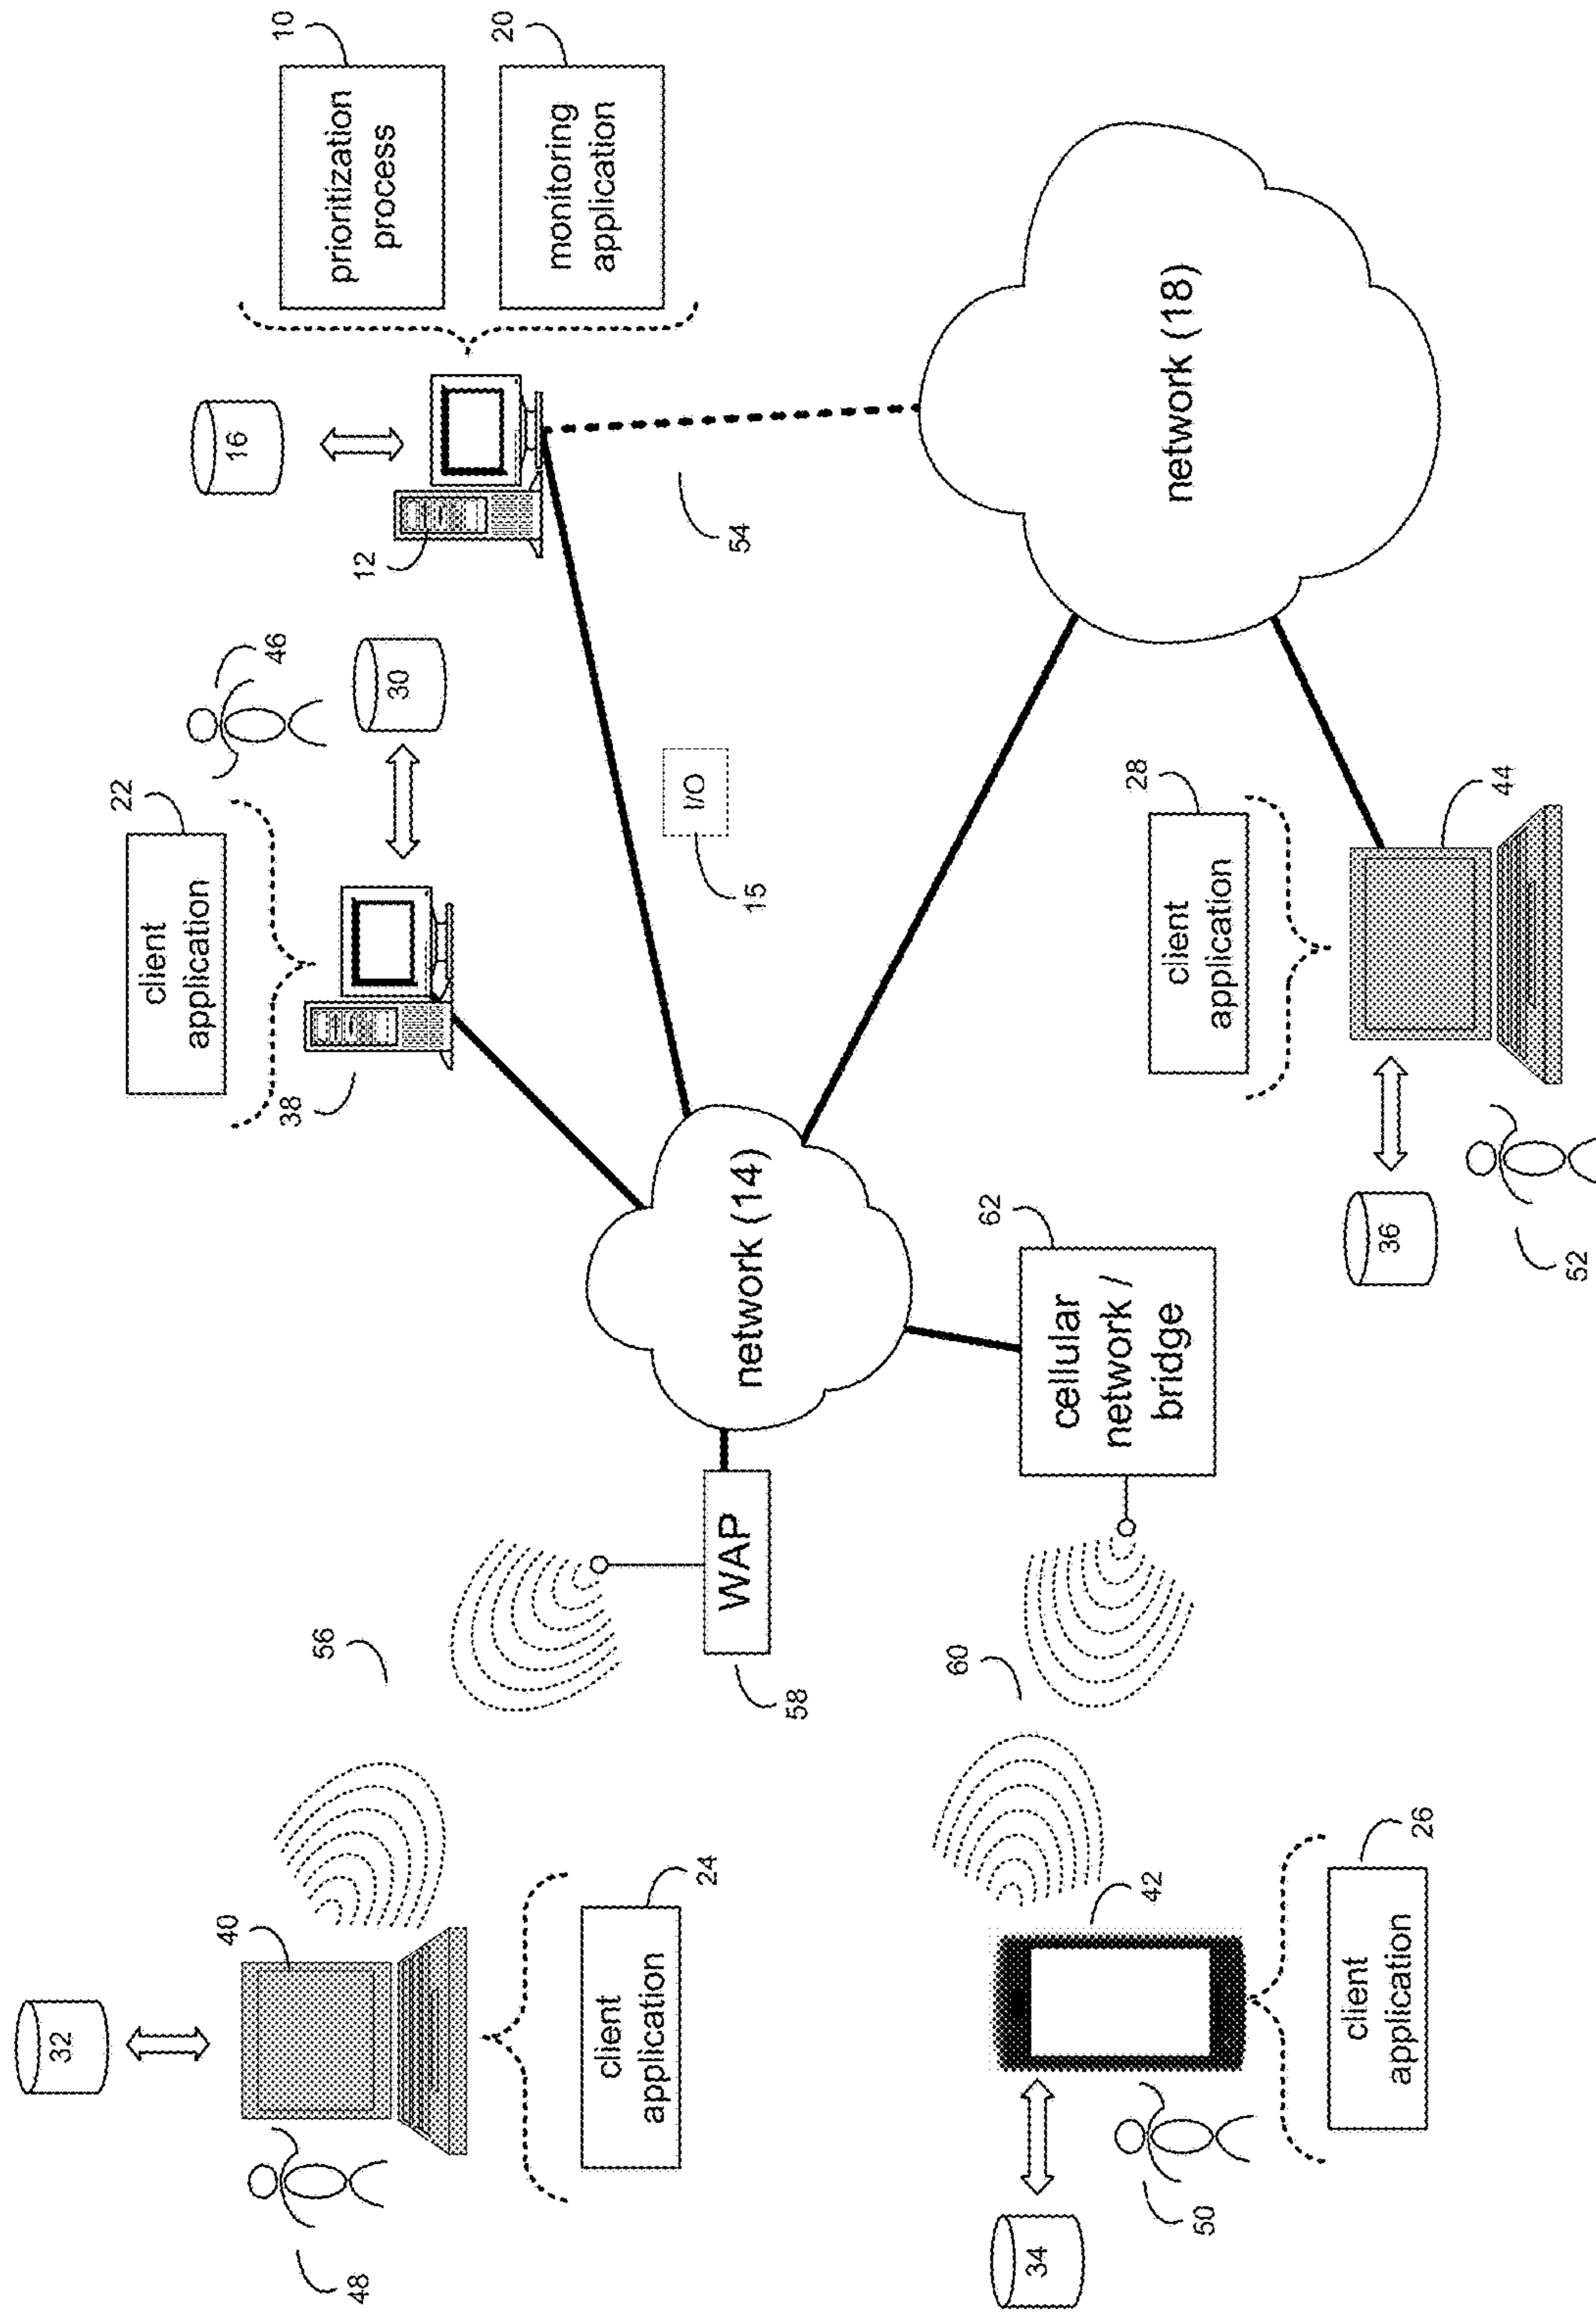 32
22
client
application
40
16
46
10
38
56
prioritization
process
48
12
30
20
monitoring
application
client
application
24
I/O
WAP
54
network (14)
15
58
60
62
34
cellular
network /
bridge
28
42
client
application
network (18)
50
client
application
36
26
44
52